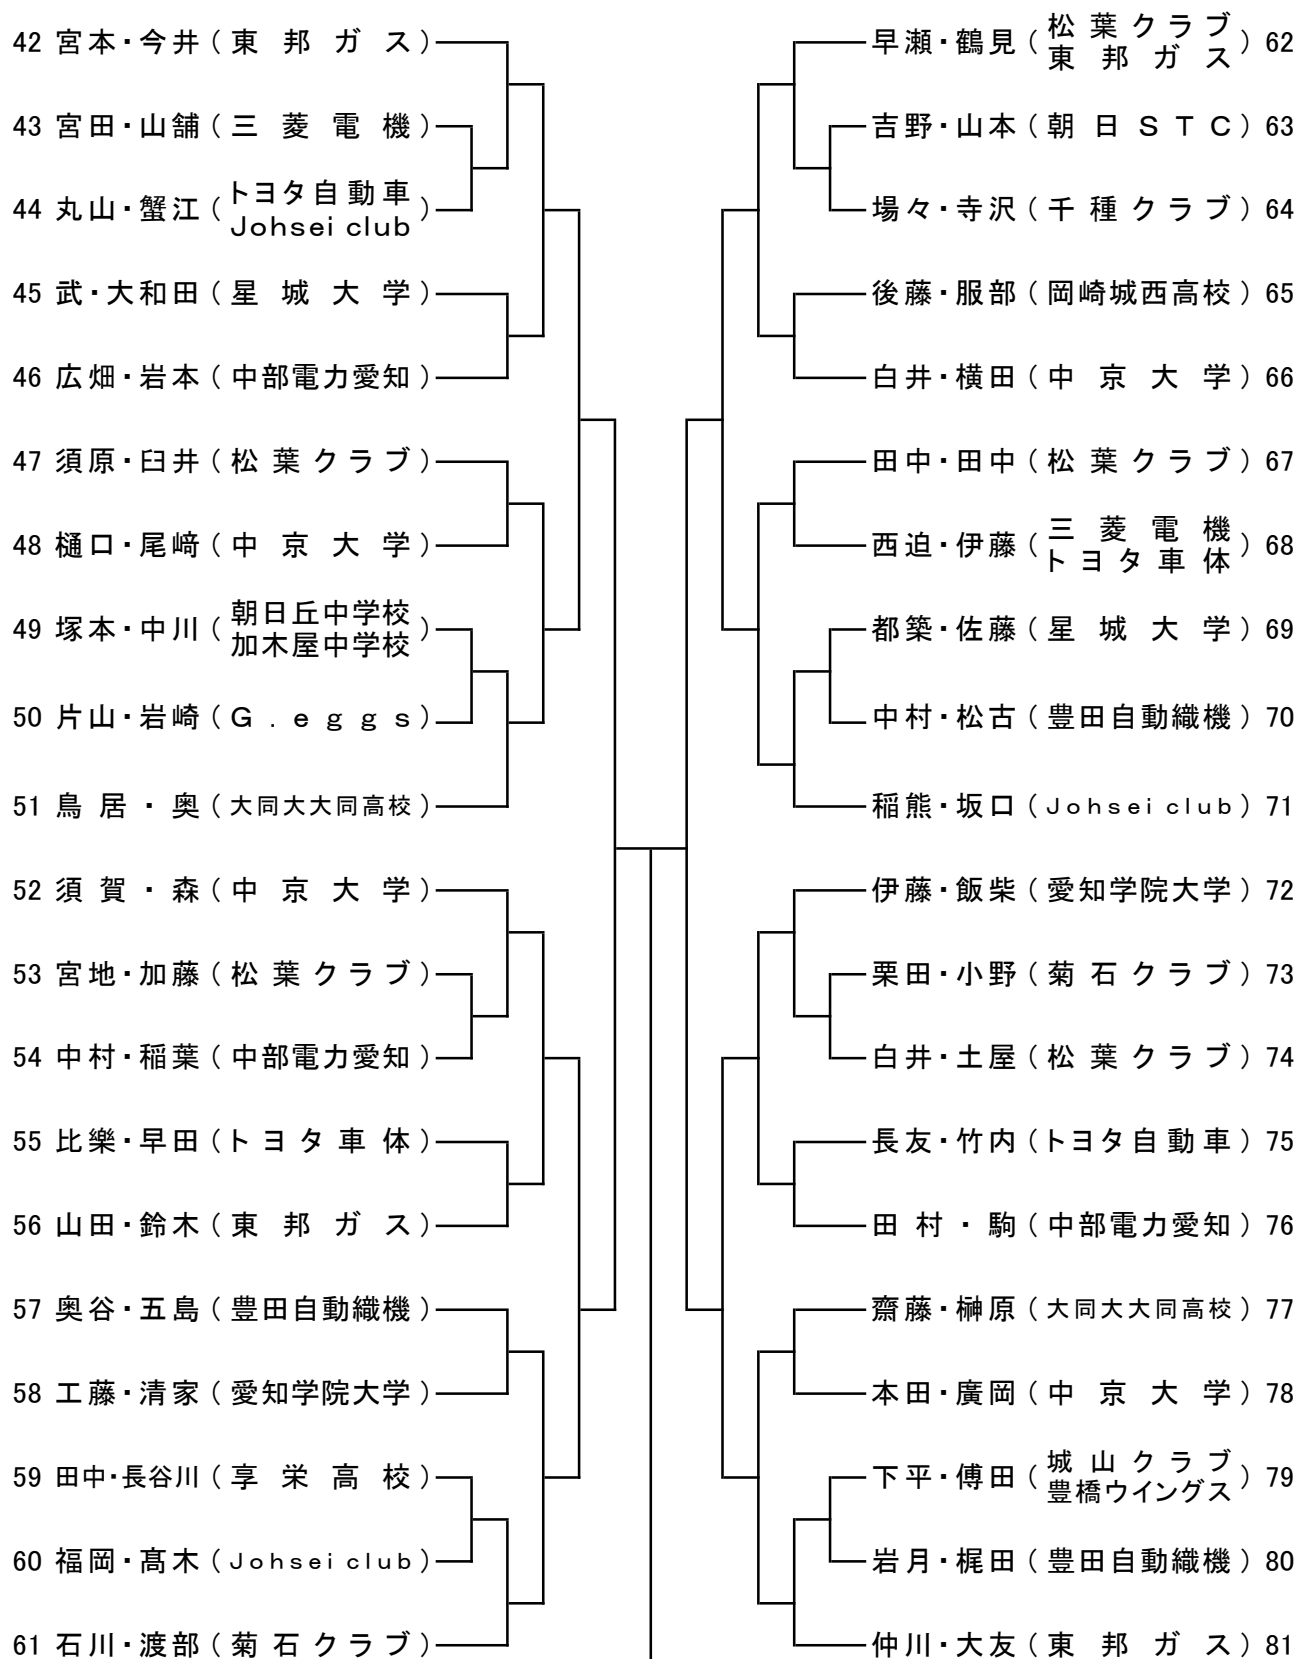 42 宮本・今井(東邦ガス)
43 宮田・山舗(三菱電機)
44 丸山・蟹江(トヨタ自動車
Johsei club)
45 武・大和田(星城大学)
46 広畑・岩本(中部電力愛知)
47 須原・臼井(松葉クラブ)
48 樋口・尾﨑(中京大学)
49 塚本・中川(朝日丘中学校
加木屋中学校)
50 片山・岩崎(G.eggs)
51 鳥居・奥(大同大大同高校)
52 須賀・森(中京大学)
53 宮地・加藤(松葉クラブ)
54 中村・稲葉(中部電力愛知)
55 比樂・早田(トヨタ車体)
56 山田・鈴木(東邦ガス)
57 奥谷・五島(豊田自動織機)
58 工藤・清家(愛知学院大学)
59 田中・長谷川(享栄高校)
60 福岡・髙木(Johsei club)
61 石川・渡部(菊石クラブ)
早瀬・鶴見(松葉クラブ
東邦ガス) 62
吉野・山本(朝日STC) 63
場々・寺沢(千種クラブ) 64
後藤・服部(岡崎城西高校) 65
白井・横田(中京大学) 66
田中・田中(松葉クラブ) 67
西迫・伊藤(三菱電機
トヨタ車体) 68
都築・佐藤(星城大学) 69
中村・松古(豊田自動織機) 70
稲熊・坂口(Johsei club) 71
伊藤・飯柴(愛知学院大学) 72
栗田・小野(菊石クラブ) 73
白井・土屋(松葉クラブ) 74
長友・竹内(トヨタ自動車) 75
田村・駒(中部電力愛知) 76
齋藤・榊原(大同大大同高校) 77
本田・廣岡(中京大学) 78
下平・傅田(城山クラブ
豊橋ウイングス) 79
岩月・梶田(豊田自動織機) 80
仲川・大友(東邦ガス) 81